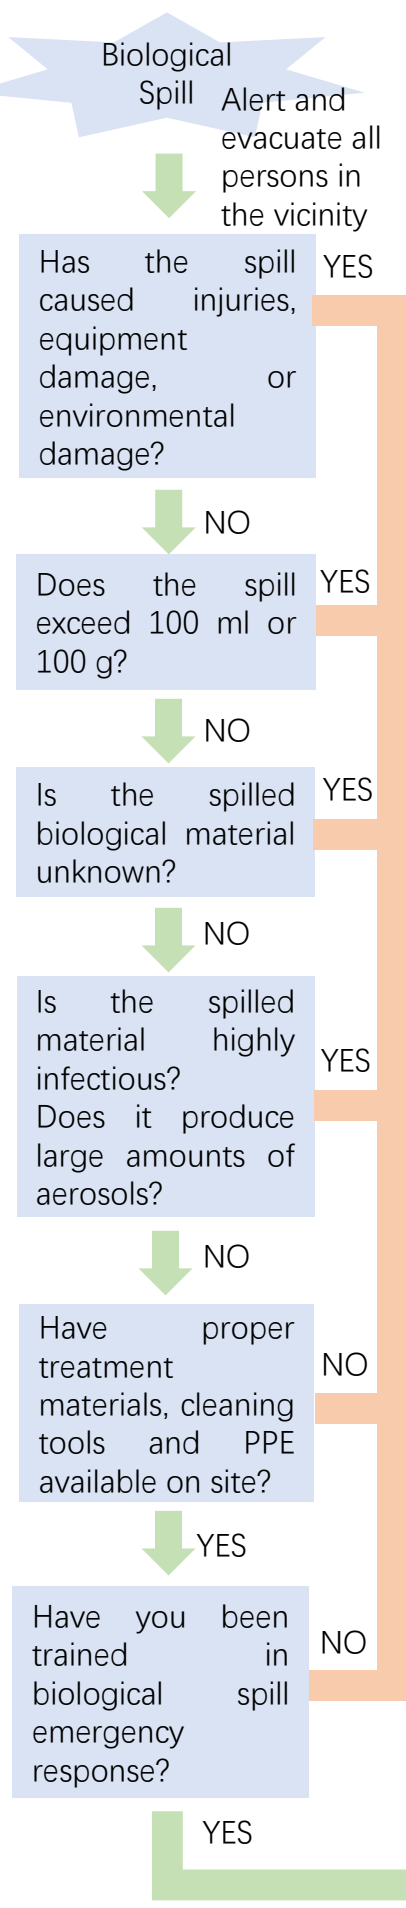 Biological
Spill
Alert and
evacuate all
persons in
the vicinity
Has the spill
caused injuries,
equipment
damage, or
environmental
damage?
YES
NO
Does the spill
exceed 100 ml or
100 g?
YES
NO
Is the spilled
biological material
unknown?
YES
NO
Is the spilled
material highly
infectious?
Does it produce
large amounts of
aerosols?
YES
NO
Have proper
treatment
materials, cleaning
tools and PPE
available on site?
NO
YES
Have you been
trained in
biological spill
emergency
response?
NO
YES